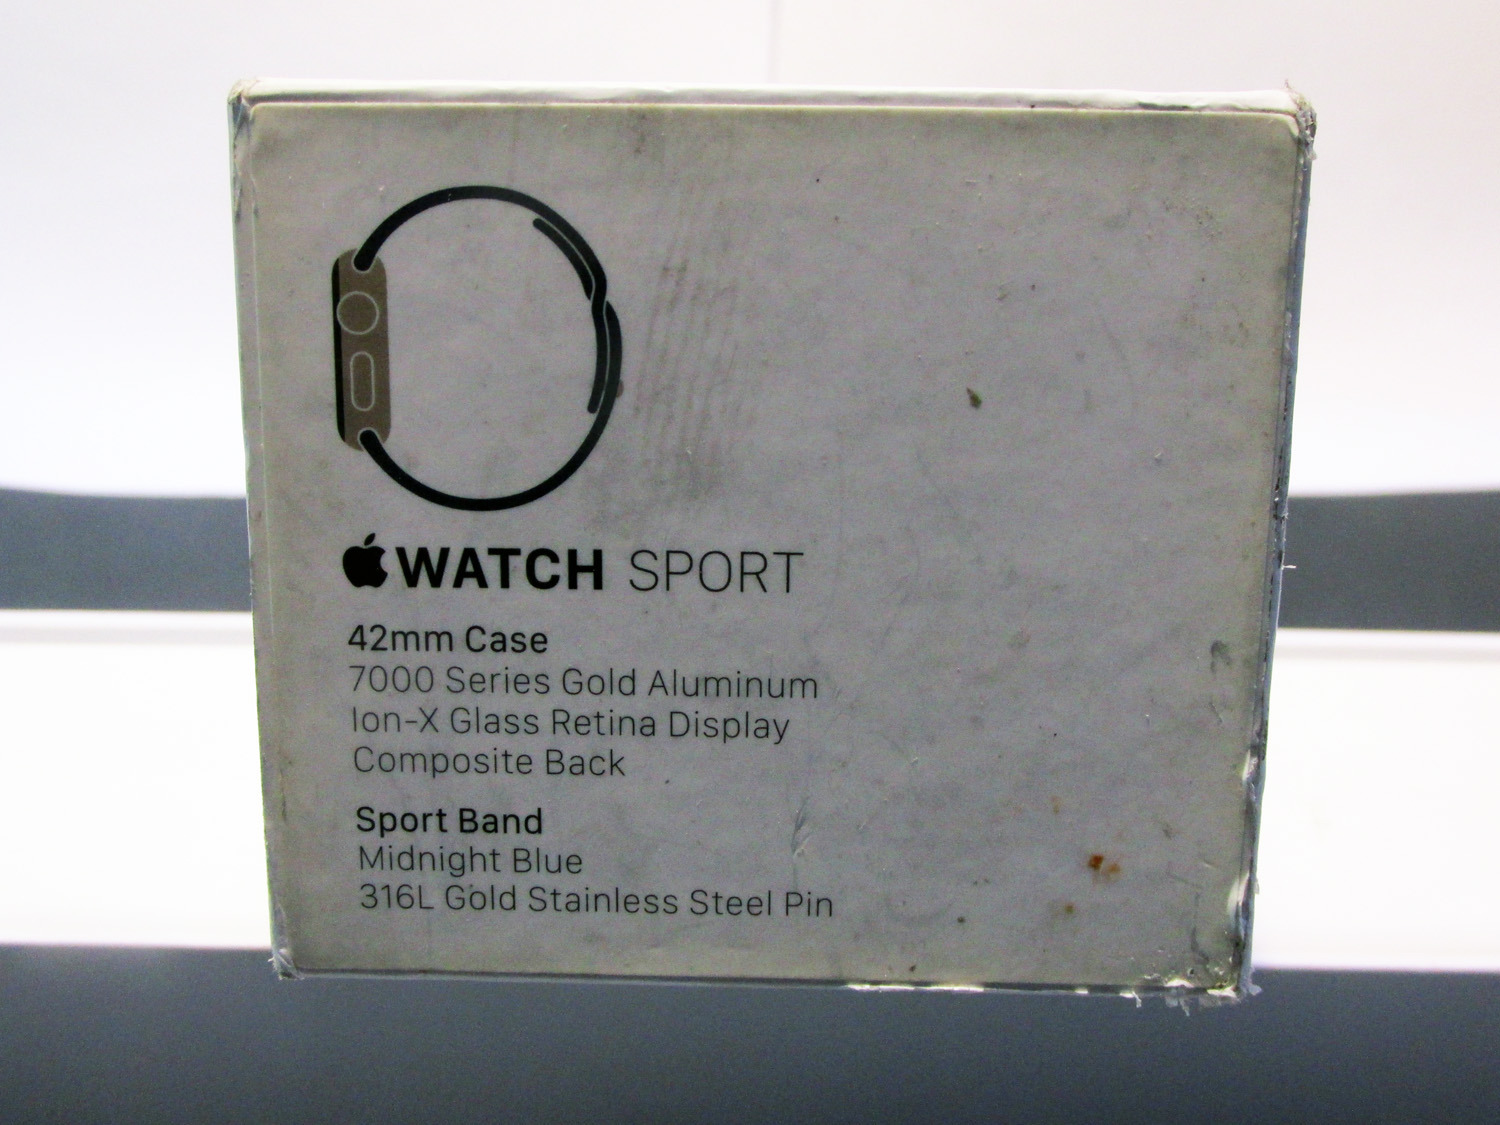 WATCH SPORT
42mm Case
7000 Series Gold Aluminum
Ion-X Glass Retina Display
Composite Back
Sport Band
Midnight Blue
316L Gold Stainless Steel Pin